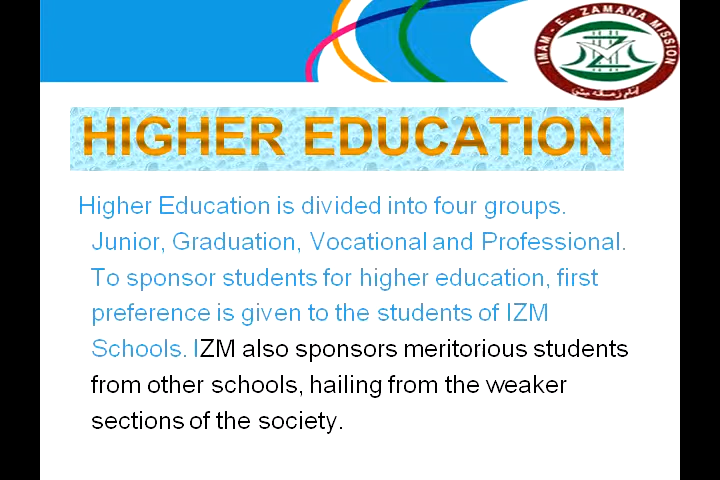 IMAM - E - ZAMANA MISSION
HIGHER EDUCATION
Higher Education is divided into four groups.
Junior, Graduation, Vocational and Professional.
To sponsor students for higher education, first
preference is given to the students of IZM
Schools. IZM also sponsors meritorious students
from other schools, hailing from the weaker
sections of the society.